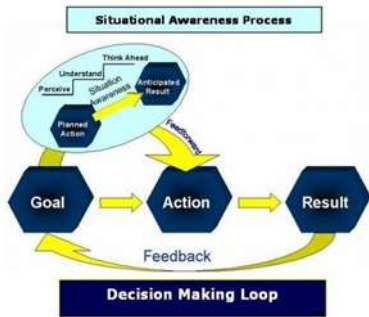 Situational Awareness Process
Think Ahead
Understand
Perceive
Situation
Awareness
Anticipated
Result
Planned
Action
Feedforward
Goal
Action
Result
Feedback
Decision Making Loop